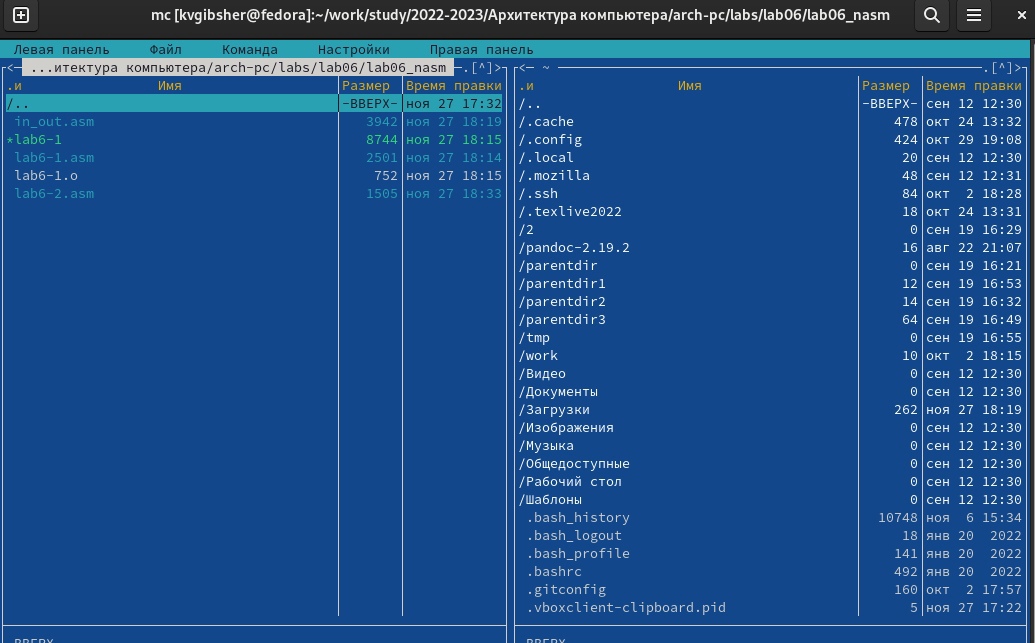 mc [kvgibsher@fedora]:~/work/study/2022-2023/Архитектура компьютера/arch-pc/labs/lab06/lab06_nasm
Левая панель Файл Команда Настройки Правая панель
<─ ...итектура компьютера/arch-pc/labs/lab06/lab06_nasm ─.[^]>
.и Имя Размер Время правки
/.. -ВВЕРХ- ноя 27 17:32
in_out.asm 3942 ноя 27 18:19
*lab6-1 8744 ноя 27 18:15
lab6-1.asm 2501 ноя 27 18:14
lab6-1.o 752 ноя 27 18:15
lab6-2.asm 1505 ноя 27 18:33
<─ ~ ─.[^]>
.и Имя Размер Время правки
/.. -ВВЕРХ- сен 12 12:30
/.cache 478 окт 24 13:32
/.config 424 окт 29 19:08
/.local 20 сен 12 12:30
/.mozilla 48 сен 12 12:31
/.ssh 84 окт 2 18:28
/.texlive2022 18 окт 24 13:31
/2 0 сен 19 16:29
/pandoc-2.19.2 16 авг 22 21:07
/parentdir 0 сен 19 16:21
/parentdir1 12 сен 19 16:53
/parentdir2 14 сен 19 16:32
/parentdir3 64 сен 19 16:49
/tmp 0 сен 19 16:55
/work 10 окт 2 18:15
/Видео 0 сен 12 12:30
/Документы 0 сен 12 12:30
/Загрузки 262 ноя 27 18:19
/Изображения 0 сен 12 12:30
/Музыка 0 сен 12 12:30
/Общедоступные 0 сен 12 12:30
/Рабочий стол 0 сен 12 12:30
/Шаблоны 0 сен 12 12:30
.bash_history 10748 ноя 6 15:34
.bash_logout 18 янв 20 2022
.bash_profile 141 янв 20 2022
.bashrc 492 янв 20 2022
.gitconfig 160 окт 2 17:57
.vboxclient-clipboard.pid 5 ноя 27 17:22